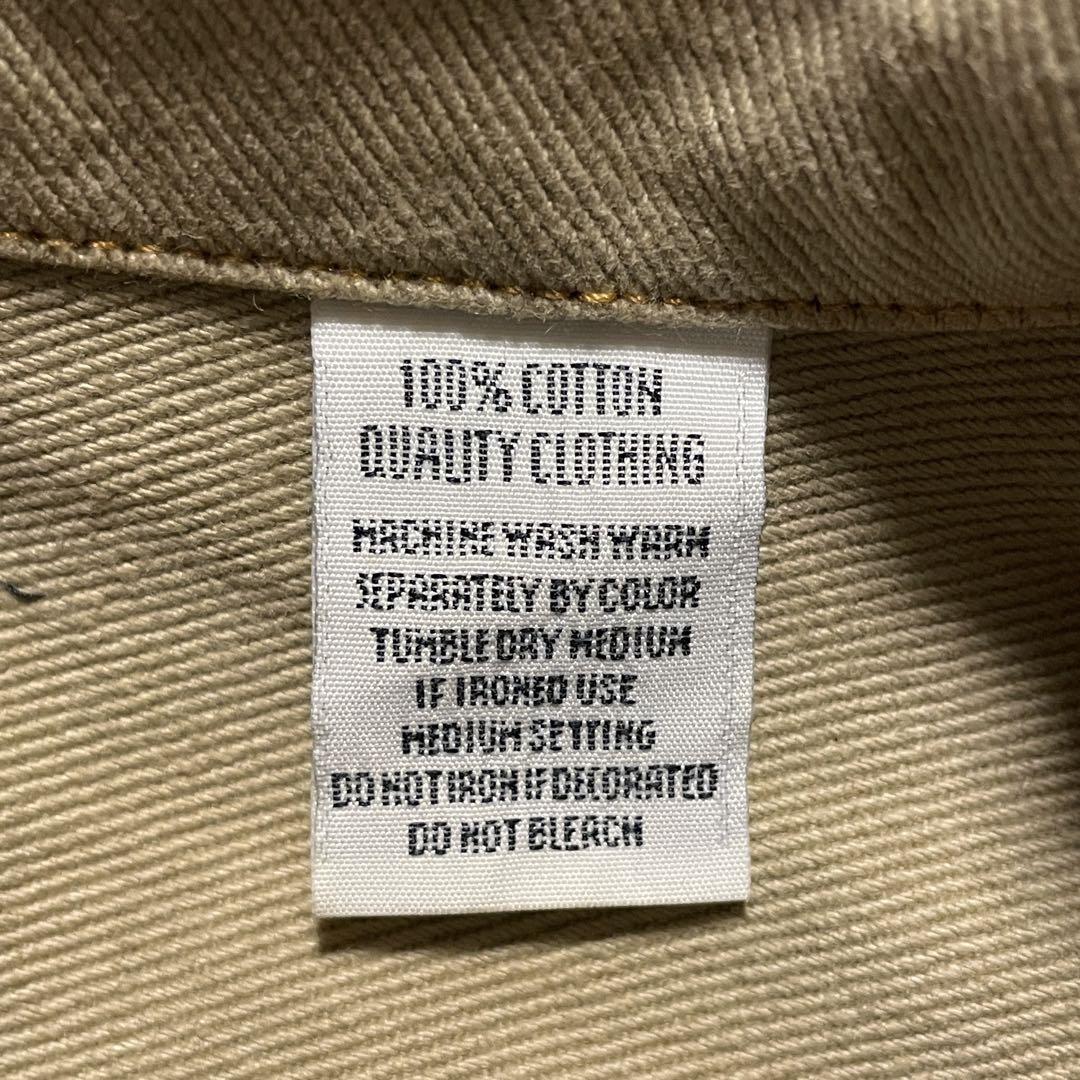 100% COTTON
QUALITY CLOTHING
MACHINE WASH WARM
SEPARATELY BY COLOR
TUMBLE DRY MEDIUM
IF IRONED USE
MEDIUM SETTING
DO NOT IRON IF DECORATED
DO NOT BLEACH